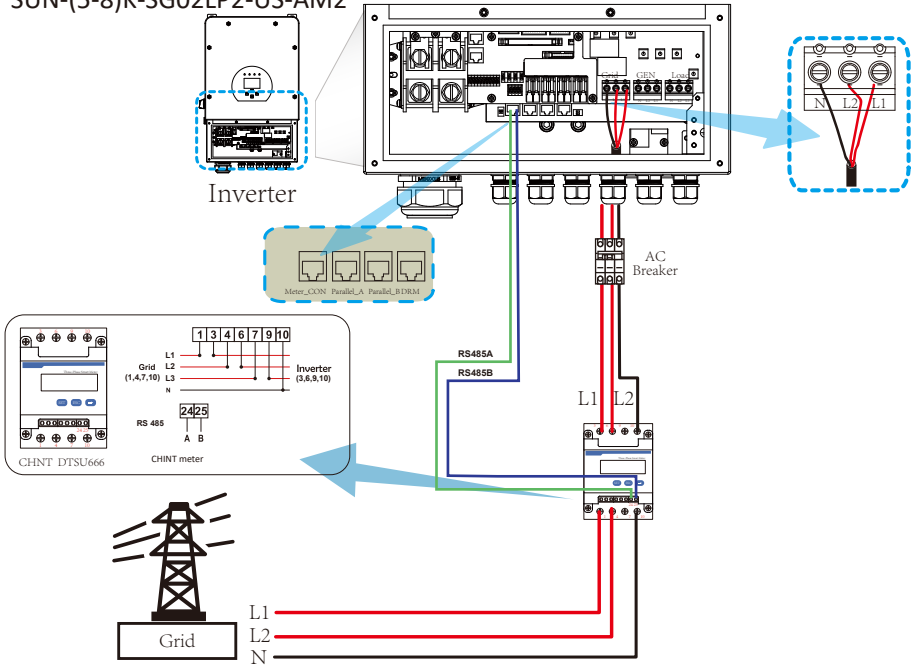 SUN-(5-8)K-SG02LP2-US-AM2
Grid GEN Load
N L2 L1
Inverter
Meter_CON Parallel_A Parallel_B DRM
AC
Breaker
RS485A
RS485B
L1 L2
1 3 4 6 7 9 10
L1
Grid L2
(1,4,7,10) L3
N
Inverter
(3,6,9,10)
24 25
RS 485
A B
CHNT DTSU666
CHINT meter
L1
L2
N
Grid